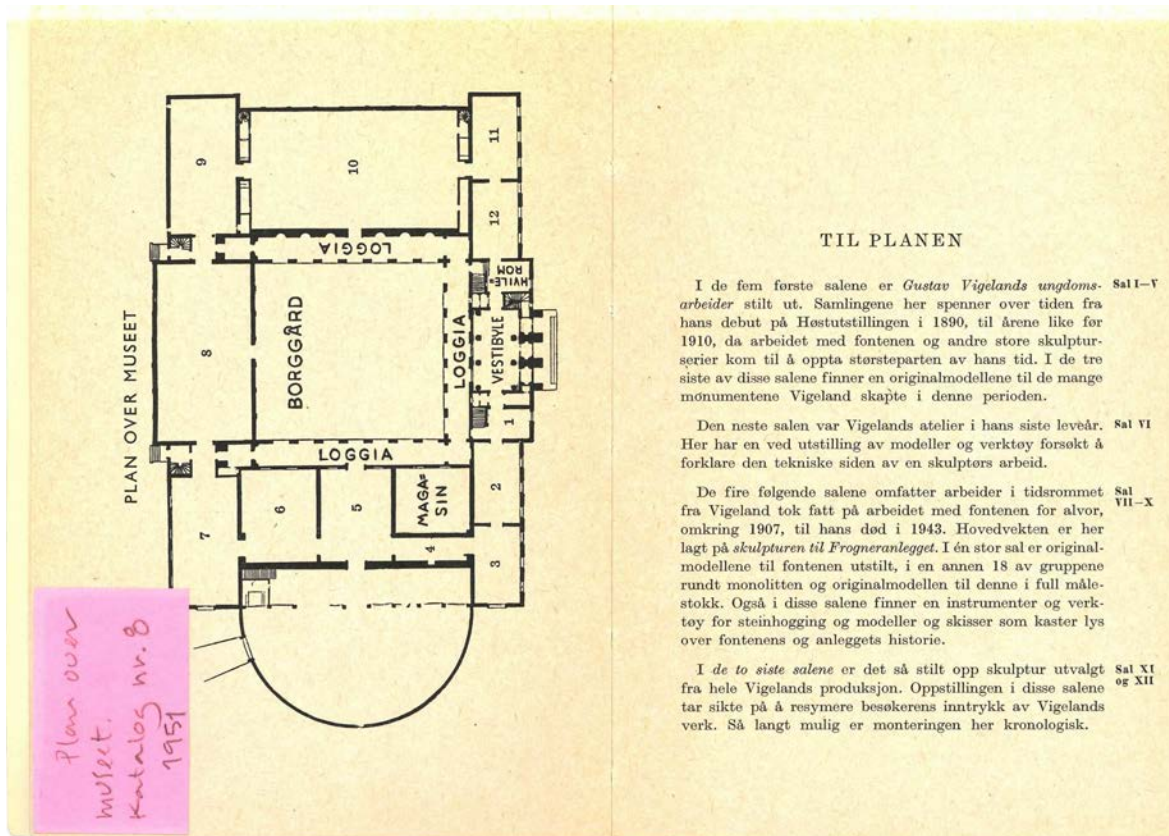 PLAN OVER MUSEET
9
10
11
12
LOGGIA
HVILE=
ROM
8
BORGGÅRD
LOGGIA
VESTIBYLE
LOGGIA
1
7
6
5
MAGA=
SIN
2
4
3
Plan over
museet.
Katalog nr. 8
1951
TIL PLANEN
I de fem første salene er Gustav Vigelands ungdoms- Sal I—V
arbeider stilt ut. Samlingene her spenner over tiden fra
hans debut på Høstutstillingen i 1890, til årene like før
1910, da arbeidet med fontenen og andre store skulptur-
serier kom til å oppta størsteparten av hans tid. I de tre
siste av disse salene finner en originalmodellene til de mange
monumentene Vigeland skapte i denne perioden.
Den neste salen var Vigelands atelier i hans siste leveår. Sal VI
Her har en ved utstilling av modeller og verktøy forsøkt å
forklare den tekniske siden av en skulptørs arbeid.
De fire følgende salene omfatter arbeider i tidsrommet Sal
fra Vigeland tok fatt på arbeidet med fontenen for alvor, VII—X
omkring 1907, til hans død i 1943. Hovedvekten er her
lagt på skulpturen til Frogneranlegget. I én stor sal er original-
modellene til fontenen utstilt, i en annen 18 av gruppene
rundt monolitten og originalmodellen til denne i full måle-
stokk. Også i disse salene finner en instrumenter og verk-
tøy for steinhogging og modeller og skisser som kaster lys
over fontenens og anleggets historie.
I de to siste salene er det så stilt opp skulptur utvalgt Sal XI
fra hele Vigelands produksjon. Oppstillingen i disse salene og XII
tar sikte på å resymere besøkerens inntrykk av Vigelands
verk. Så langt mulig er monteringen her kronologisk.